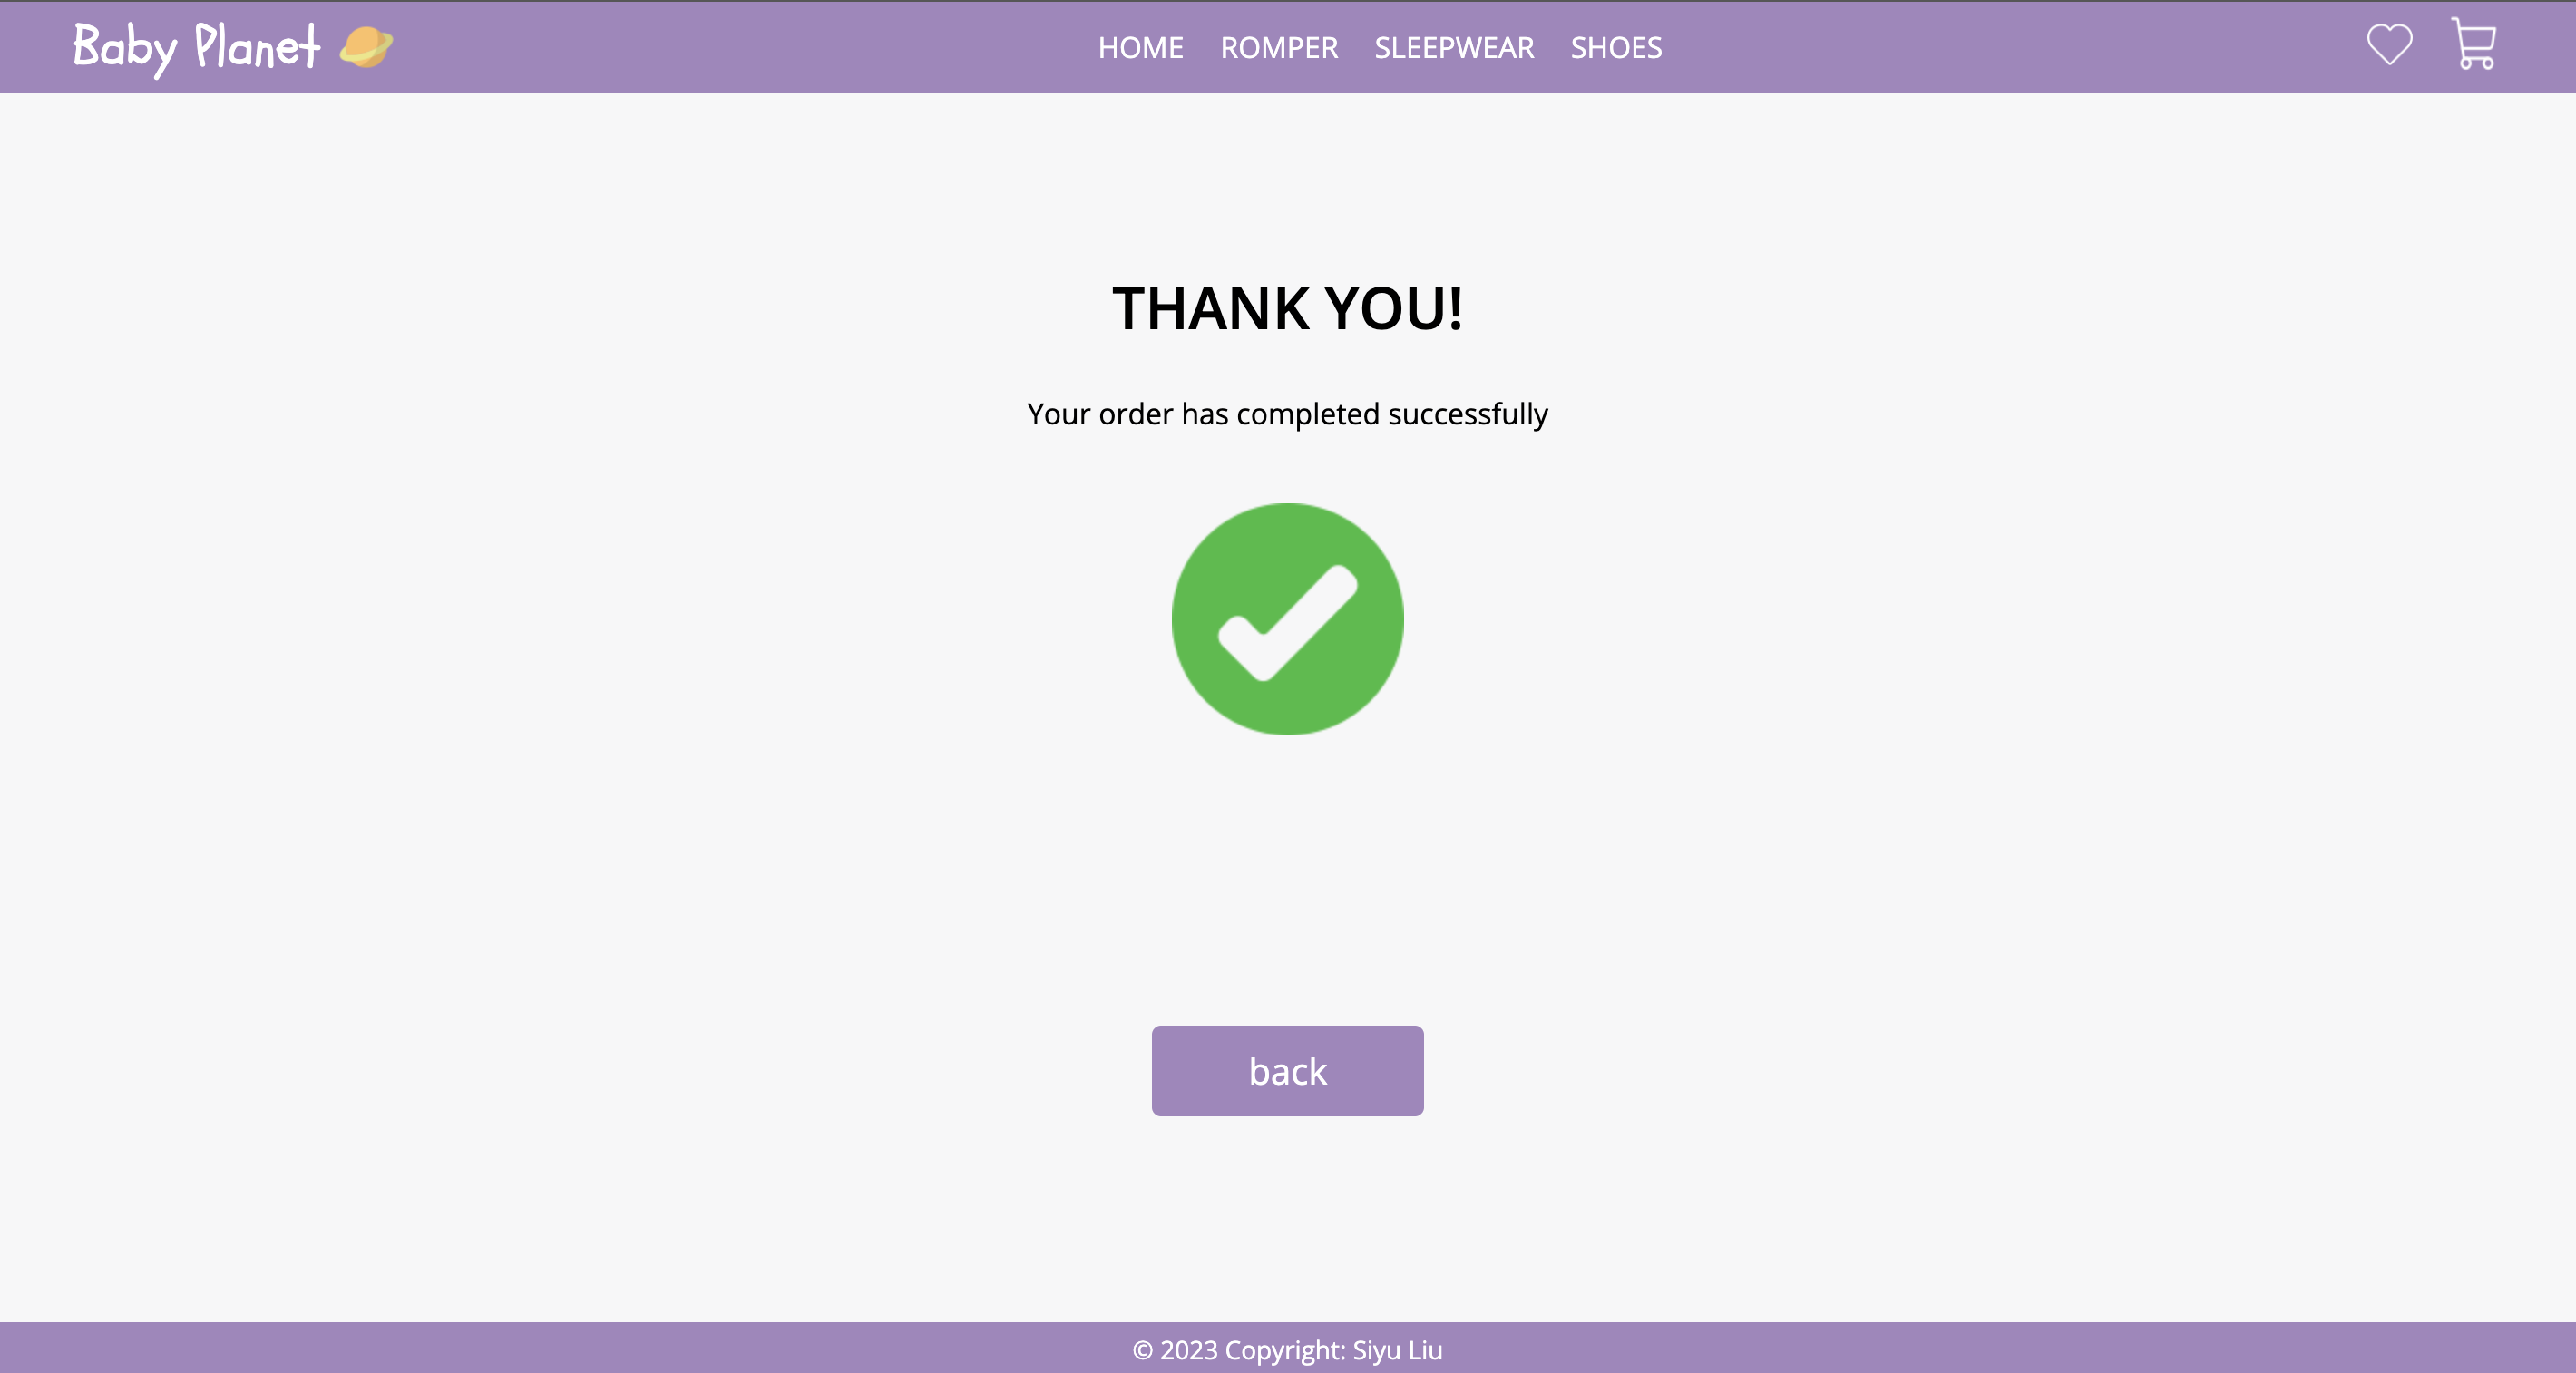 Baby Planet
HOME ROMPER SLEEPWEAR SHOES
THANK YOU!
Your order has completed successfully
back
© 2023 Copyright: Siyu Liu